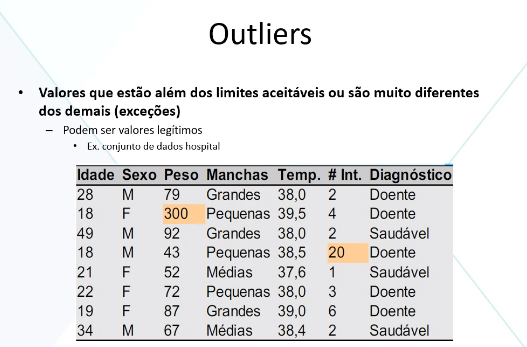 Outliers
• Valores que estão além dos limites aceitáveis ou são muito diferentes
dos demais (exceções)
– Podem ser valores legítimos
• Ex. conjunto de dados hospital
Idade Sexo Peso Manchas Temp. # Int. Diagnóstico
28 M 79 Grandes 38,0 2 Doente
18 F 300 Pequenas 39,5 4 Doente
49 M 92 Grandes 38,0 2 Saudável
18 M 43 Pequenas 38,5 20 Doente
21 F 52 Médias 37,6 1 Saudável
22 F 72 Pequenas 38,0 3 Doente
19 F 87 Grandes 39,0 6 Doente
34 M 67 Médias 38,4 2 Saudável